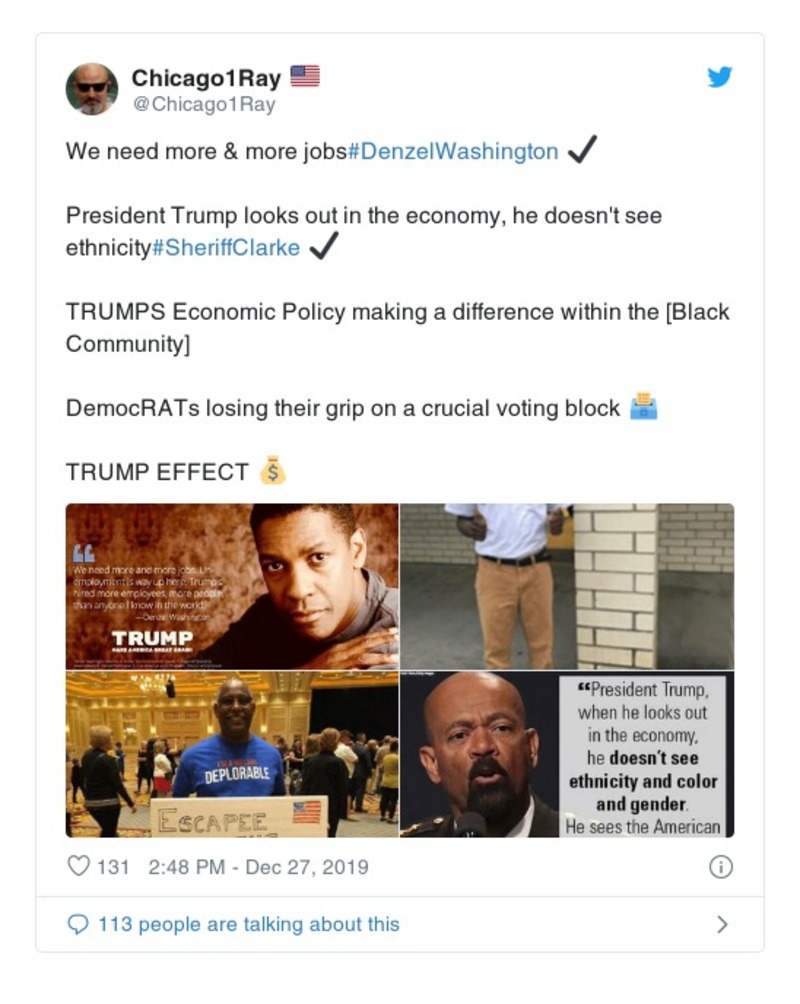 Chicago1Ray
@Chicago1Ray
We need more & more jobs#DenzelWashington
President Trump looks out in the economy, he doesn't see
ethnicity#SheriffClarke
TRUMPS Economic Policy making a difference within the [Black
Community]
DemocRATs losing their grip on a crucial voting block
TRUMP EFFECT
We need more and more jobs. Un-
employment is way up here. Trump's
hired more employees, more people,
than anyone I know in the world.
—Denzel Washington
TRUMP
MAKE AMERICA GREAT AGAIN!
DEPLORABLE
ESCAPEE
“President Trump,
when he looks out
in the economy,
he doesn't see
ethnicity and color
and gender.
He sees the American
131 2:48 PM - Dec 27, 2019
113 people are talking about this